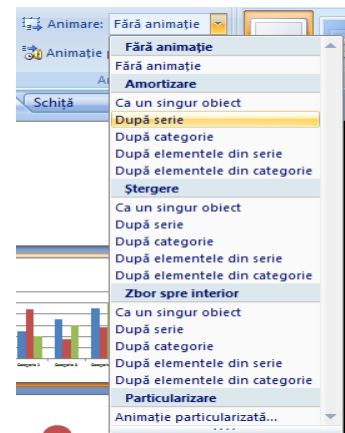 Animare: Fără animație
Animație p
Fără animație
Fără animație
An
Amortizare
Schiță
Ca un singur obiect
După serie
După categorie
După elementele din serie
După elementele din categorie
Ștergere
Ca un singur obiect
După serie
După categorie
După elementele din serie
După elementele din categorie
Zbor spre interior
Ca un singur obiect
După serie
După categorie
După elementele din serie
După elementele din categorie
Particularizare
Animație particularizată...